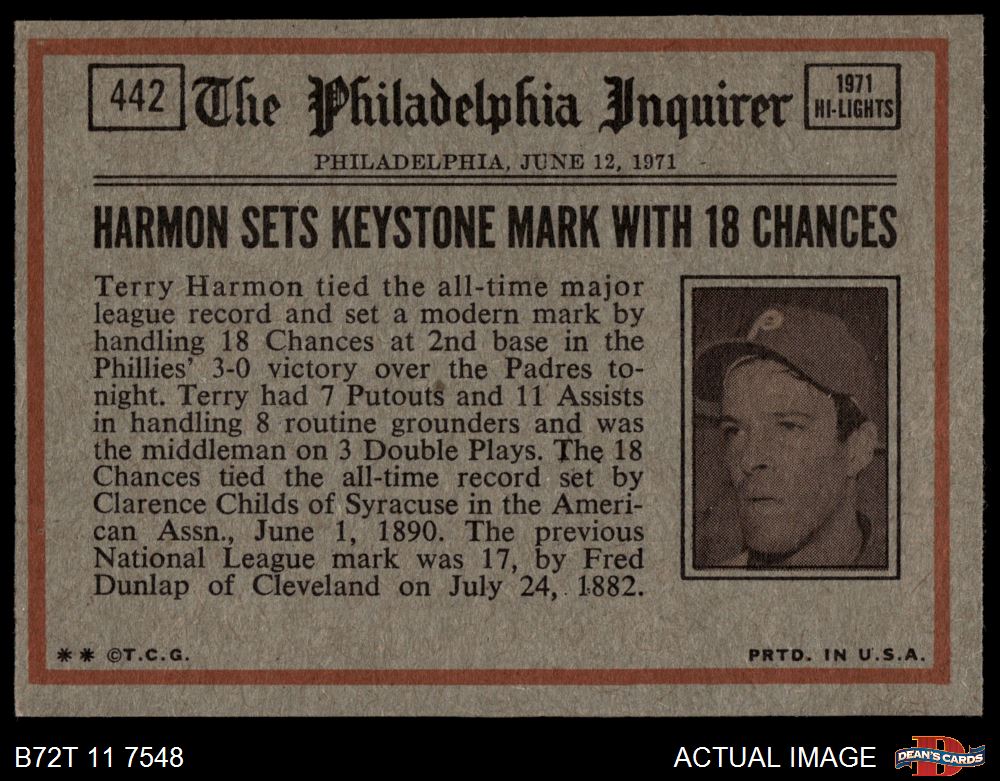 442
The Philadelphia Inquirer
1971
HI-LIGHTS
PHILADELPHIA, JUNE 12, 1971
HARMON SETS KEYSTONE MARK WITH 18 CHANCES
Terry Harmon tied the all-time major
league record and set a modern mark by
handling 18 Chances at 2nd base in the
Phillies' 3-0 victory over the Padres to-
night. Terry had 7 Putouts and 11 Assists
in handling 8 routine grounders and was
the middleman on 3 Double Plays. The 18
Chances tied the all-time record set by
Clarence Childs of Syracuse in the Ameri-
can Assn., June 1, 1890. The previous
National League mark was 17, by Fred
Dunlap of Cleveland on July 24, 1882.
P
** ©T.C.G.
PRTD. IN U.S.A.
B72T 11 7548
ACTUAL IMAGE
D
DEAN'S CARDS